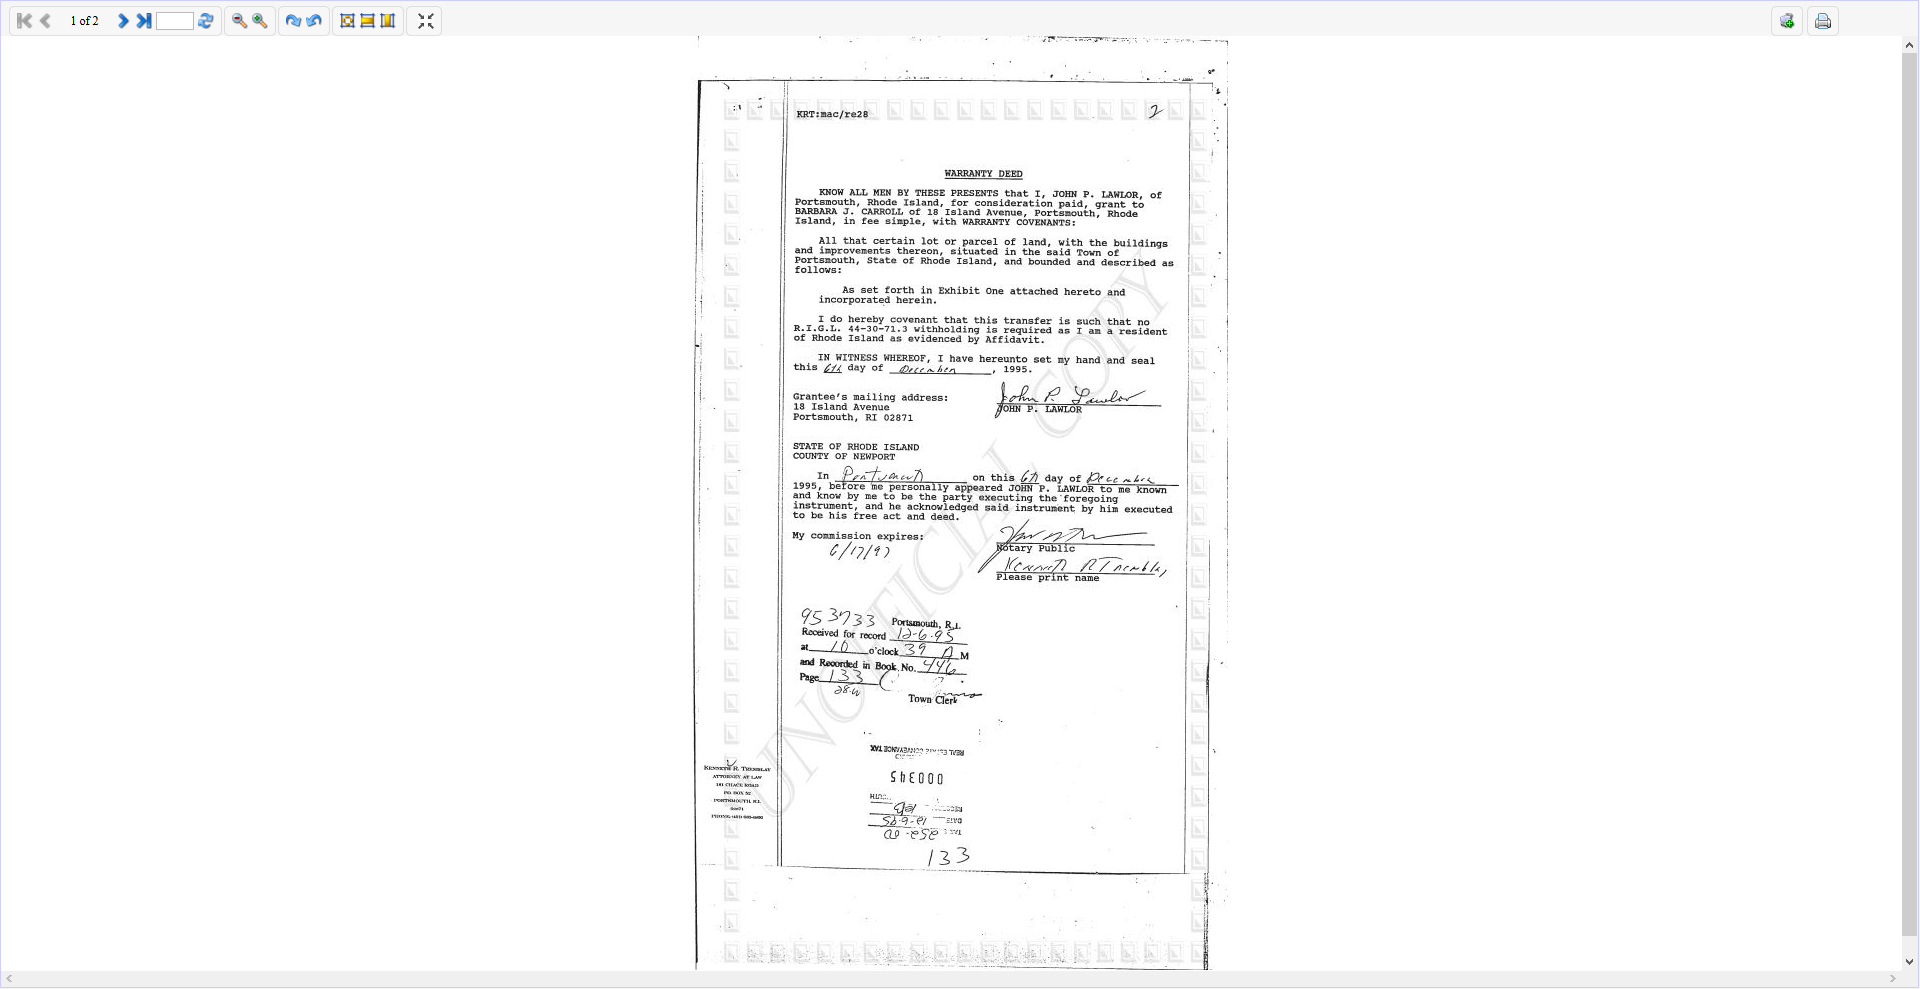 1 of 2
KRT:mac/re28
2
WARRANTY DEED
KNOW ALL MEN BY THESE PRESENTS that I, JOHN P. LAWLOR, of
Portsmouth, Rhode Island, for consideration paid, grant to
BARBARA J. CARROLL of 18 Island Avenue, Portsmouth, Rhode
Island, in fee simple, with WARRANTY COVENANTS:
All that certain lot or parcel of land, with the buildings
and improvements thereon, situated in the said Town of
Portsmouth, State of Rhode Island, and bounded and described as
follows:
As set forth in Exhibit One attached hereto and
incorporated herein.
I do hereby covenant that this transfer is such that no
R.I.G.L. 44-30-71.3 withholding is required as I am a resident
of Rhode Island as evidenced by Affidavit.
IN WITNESS WHEREOF, I have hereunto set my hand and seal
this 6th day of December, 1995.
Grantee's mailing address:
18 Island Avenue
Portsmouth, RI 02871
John P. Lawlor
JOHN P. LAWLOR
STATE OF RHODE ISLAND
COUNTY OF NEWPORT
In Portsmouth on this 6th day of December
1995, before me personally appeared JOHN P. LAWLOR to me known
and know by me to be the party executing the foregoing
instrument, and he acknowledged said instrument by him executed
to be his free act and deed.
My commission expires:
6/17/97
Notary Public
Kenneth R Tremblay
Please print name
953733 Portsmouth, R.I.
Received for record 12-6-95
at 10 o'clock 39 A M
and Recorded in Book No. 446
Page 133
Town Clerk
REAL ESTATE CONVEYANCE TAX
000345
DATE 12-6-95
133
KENNETH R. TREMBLAY
ATTORNEY AT LAW
181 CHACE ROAD
P.O. BOX 52
PORTSMOUTH, R.I.
02871
UNOFFICIAL COPY